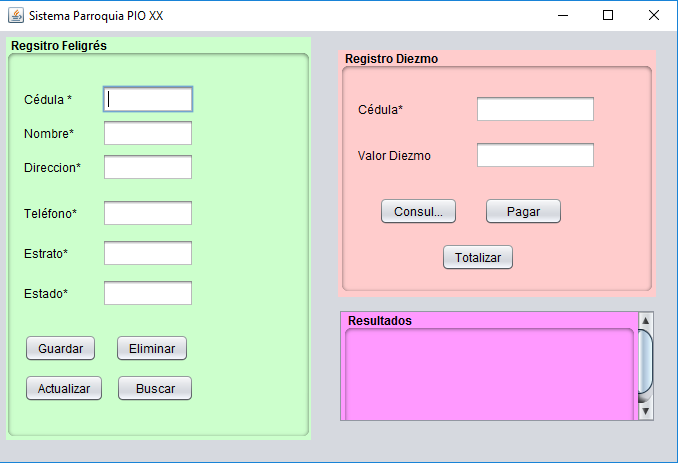 Sistema Parroquia PIO XX
Regsitro Feligrés
Cédula *
Nombre*
Direccion*
Teléfono*
Estrato*
Estado*
Guardar
Eliminar
Actualizar
Buscar
Registro Diezmo
Cédula*
Valor Diezmo
Consul...
Pagar
Totalizar
Resultados